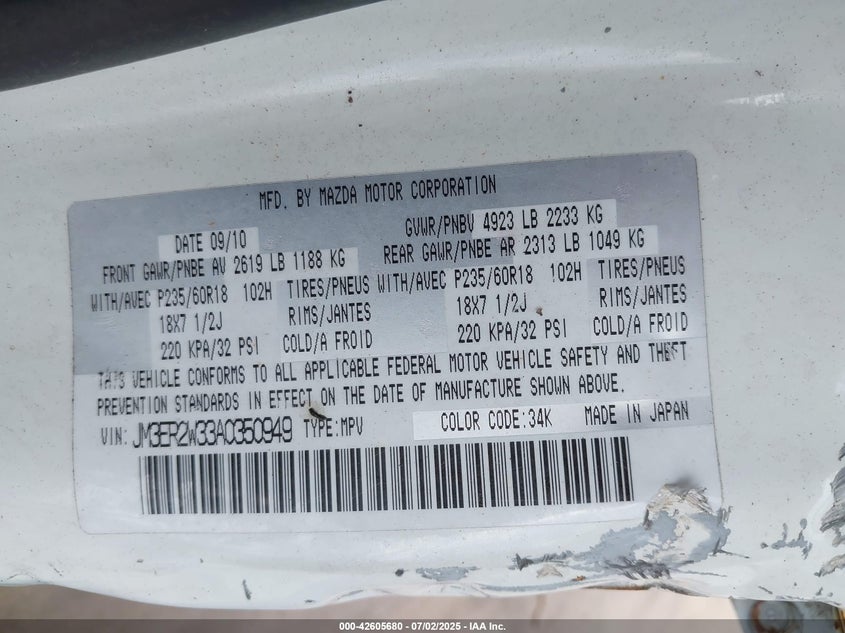 MFD. BY MAZDA MOTOR CORPORATION
DATE 09/10 GVWR/PNBV 4923 LB 2233 KG
FRONT GAWR/PNBE AV 2619 LB 1188 KG REAR GAWR/PNBE AR 2313 LB 1049 KG
WITH/AVEC P235/60R18 102H TIRES/PNEUS WITH/AVEC P235/60R18 102H TIRES/PNEUS
18X7 1/2J RIMS/JANTES 18X7 1/2J RIMS/JANTES
220 KPA/32 PSI COLD/A FROID 220 KPA/32 PSI COLD/A FROID
THIS VEHICLE CONFORMS TO ALL APPLICABLE FEDERAL MOTOR VEHICLE SAFETY AND THEFT
PREVENTION STANDARDS IN EFFECT ON THE DATE OF MANUFACTURE SHOWN ABOVE.
VIN: JM3ER2W33A0350949 TYPE:MPV COLOR CODE:34K MADE IN JAPAN
000-42605680 - 07/02/2025 - IAA Inc.